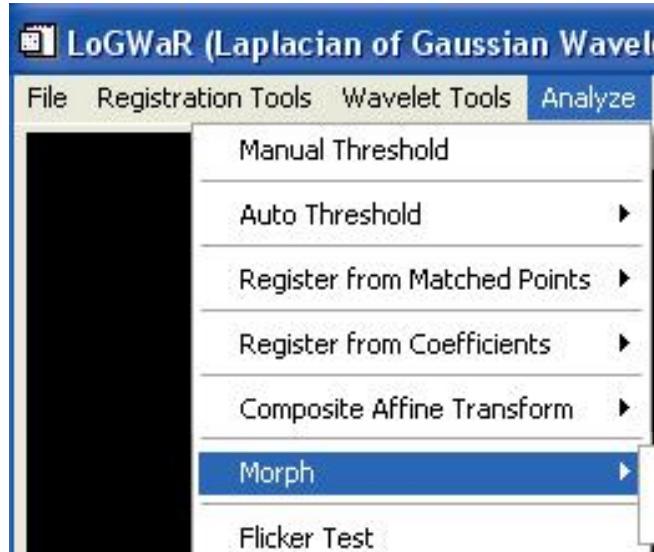 LoGWaR (Laplacian of Gaussian Wavel
File Registration Tools Wavelet Tools Analyze
Manual Threshold
Auto Threshold
Register from Matched Points
Register from Coefficients
Composite Affine Transform
Morph
Flicker Test